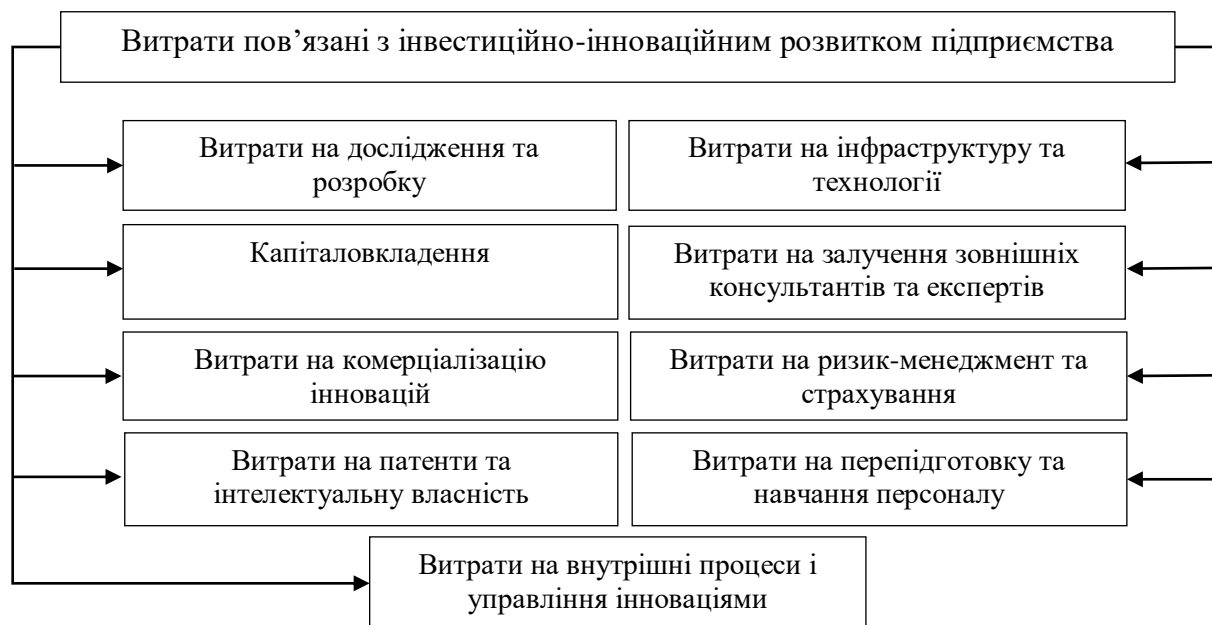 Витрати пов’язані з інвестиційно-інноваційним розвитком підприємства
Витрати на дослідження та
розробку
Витрати на інфраструктуру та
технології
Капіталовкладення
Витрати на залучення зовнішніх
консультантів та експертів
Витрати на комерціалізацію
інновацій
Витрати на ризик-менеджмент та
страхування
Витрати на патенти та
інтелектуальну власність
Витрати на перепідготовку та
навчання персоналу
Витрати на внутрішні процеси і
управління інноваціями